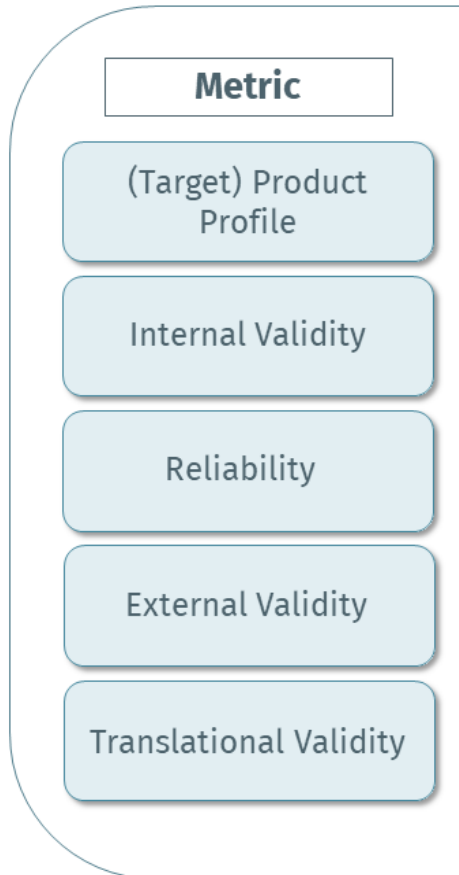 Metric
(Target) Product
Profile
Internal Validity
Reliability
External Validity
Translational Validity